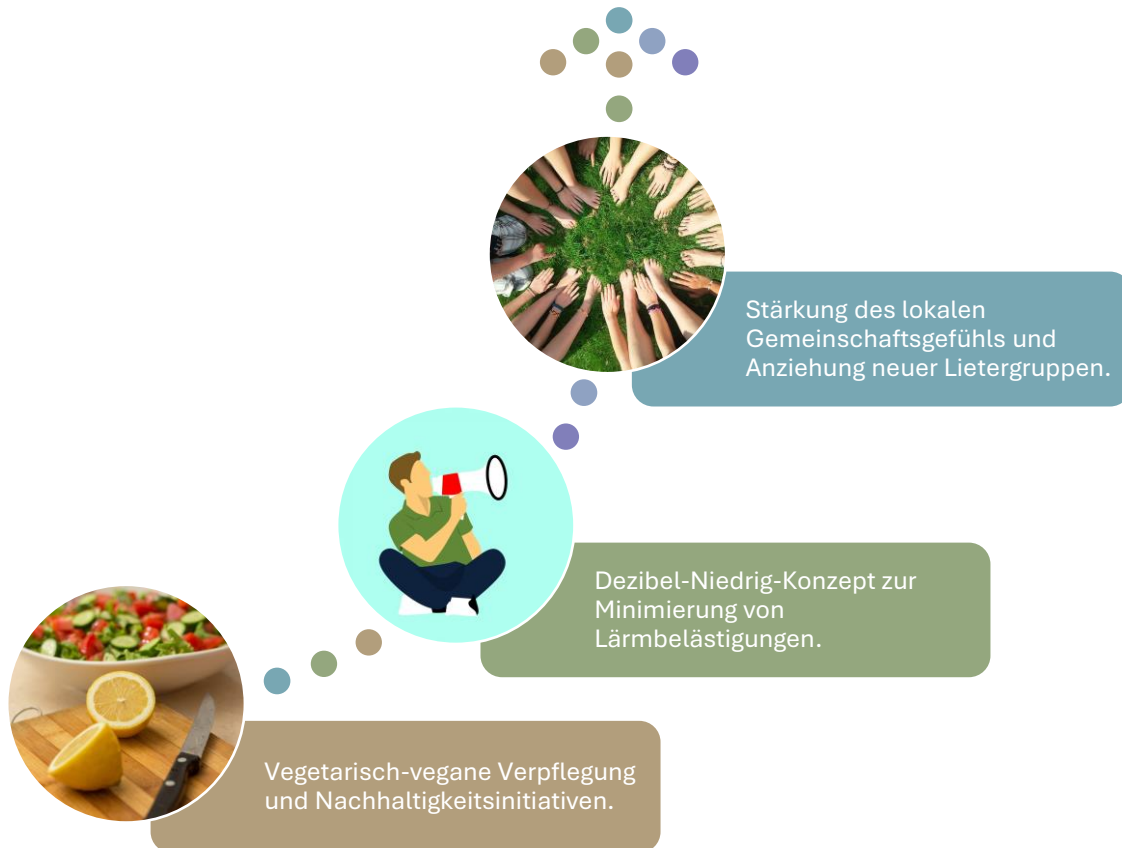 Stärkung des lokalen
Gemeinschaftsgefühls und
Anziehung neuer Lietergruppen.
Dezibel-Niedrig-Konzept zur
Minimierung von
Lärmbelästigungen.
Vegetarisch-vegane Verpflegung
und Nachhaltigkeitsinitiativen.